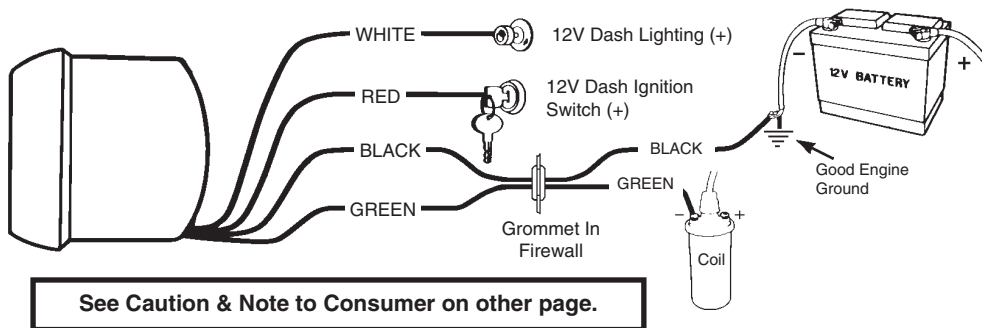 WHITE
12V Dash Lighting (+)
RED
12V Dash Ignition
Switch (+)
BLACK
GREEN
Grommet In
Firewall
BLACK
GREEN
- +
Coil
- +
12V BATTERY
Good Engine
Ground
See Caution & Note to Consumer on other page.